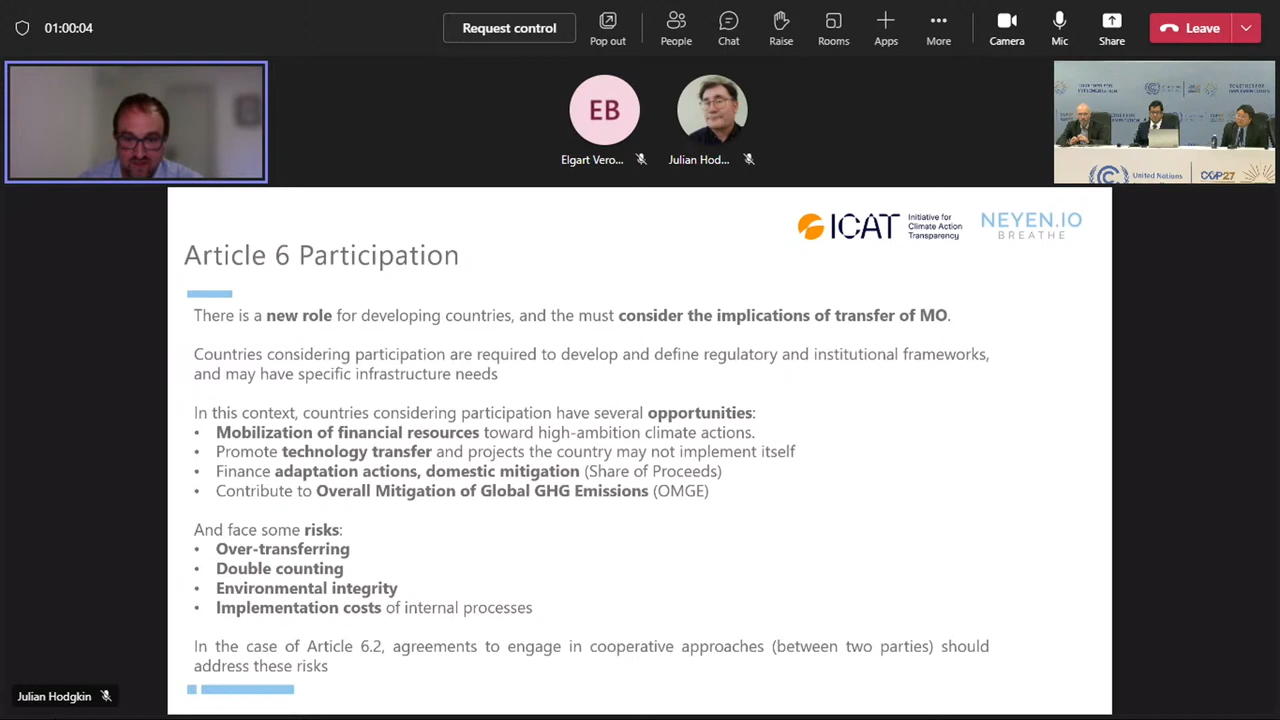 01:00:04
Request control
Pop out
People
Chat
Raise
Rooms
Apps
More
Camera
Mic
Share
Leave
EB
Elgart Vero...
Julian Hod...
United Nations
COP27
ICAT
Initiative for
Climate Action
Transparency
NEYEN.IO
BREATHE
Article 6 Participation
There is a new role for developing countries, and the must consider the implications of transfer of MO.
Countries considering participation are required to develop and define regulatory and institutional frameworks,
and may have specific infrastructure needs
In this context, countries considering participation have several opportunities:
• Mobilization of financial resources toward high-ambition climate actions.
• Promote technology transfer and projects the country may not implement itself
• Finance adaptation actions, domestic mitigation (Share of Proceeds)
• Contribute to Overall Mitigation of Global GHG Emissions (OMGE)
And face some risks:
• Over-transferring
• Double counting
• Environmental integrity
• Implementation costs of internal processes
In the case of Article 6.2, agreements to engage in cooperative approaches (between two parties) should
address these risks
Julian Hodgkin